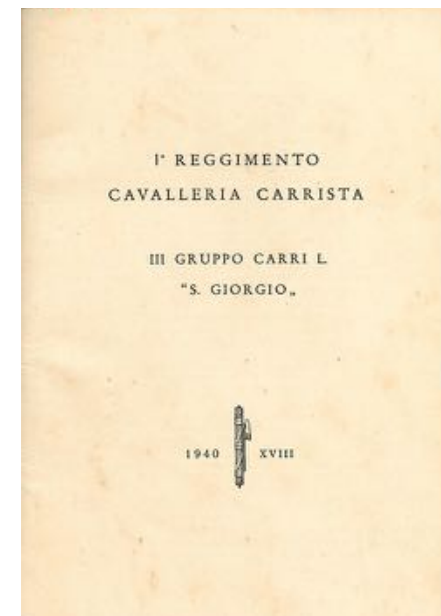 I° REGGIMENTO
CAVALLERIA CARRISTA
III GRUPPO CARRI L.
"S. GIORGIO„
1940 XVIII